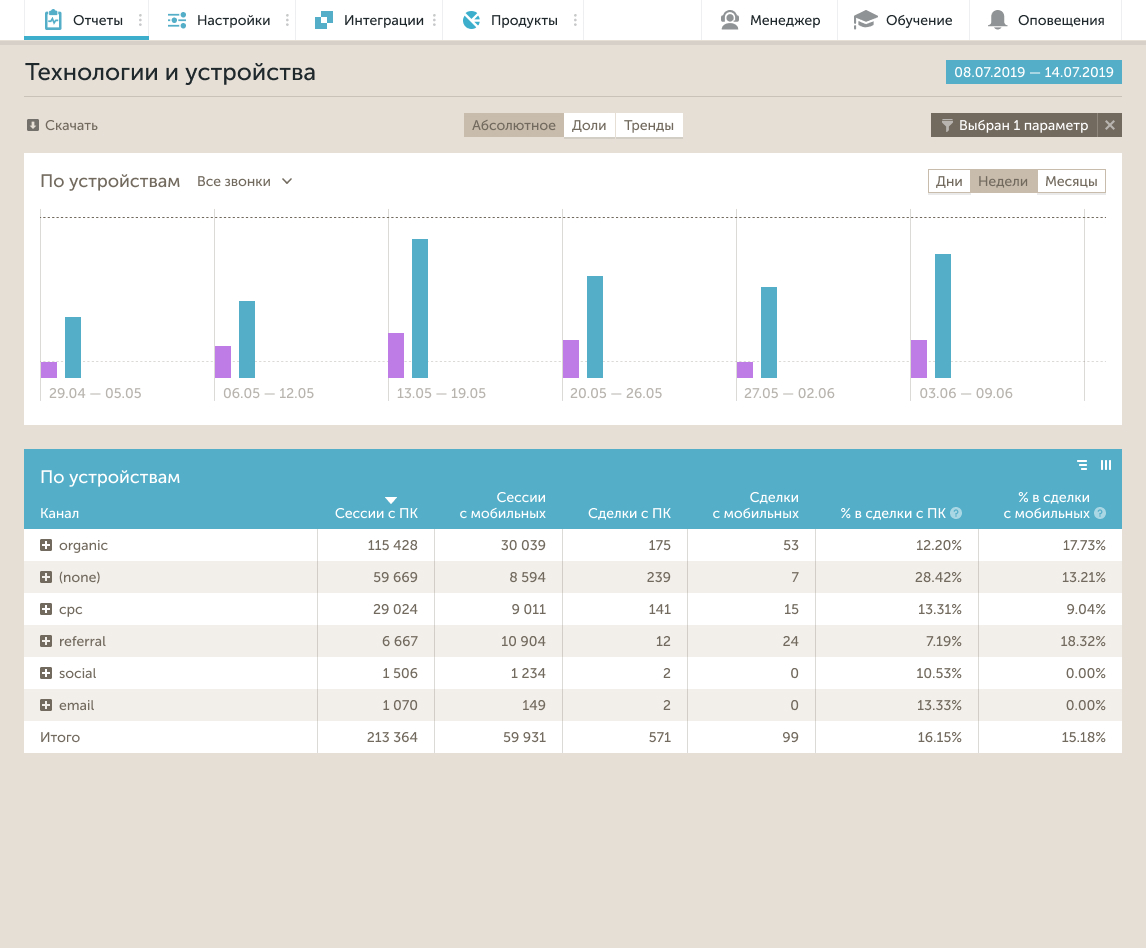 Отчеты Настройки Интеграции Продукты Менеджер Обучение Оповещения
Технологии и устройства 08.07.2019 — 14.07.2019
Скачать Абсолютное Доли Тренды Выбран 1 параметр
По устройствам Все звонки Дни Недели Месяцы
29.04 — 05.05 06.05 — 12.05 13.05 — 19.05 20.05 — 26.05 27.05 — 02.06 03.06 — 09.06
По устройствам
Канал Сессии с ПК Сессии с мобильных Сделки с ПК Сделки с мобильных % в сделки с ПК ? % в сделки с мобильных ?
organic 115 428 30 039 175 53 12.20% 17.73%
(none) 59 669 8 594 239 7 28.42% 13.21%
cpc 29 024 9 011 141 15 13.31% 9.04%
referral 6 667 10 904 12 24 7.19% 18.32%
social 1 506 1 234 2 0 10.53% 0.00%
email 1 070 149 2 0 13.33% 0.00%
Итого 213 364 59 931 571 99 16.15% 15.18%